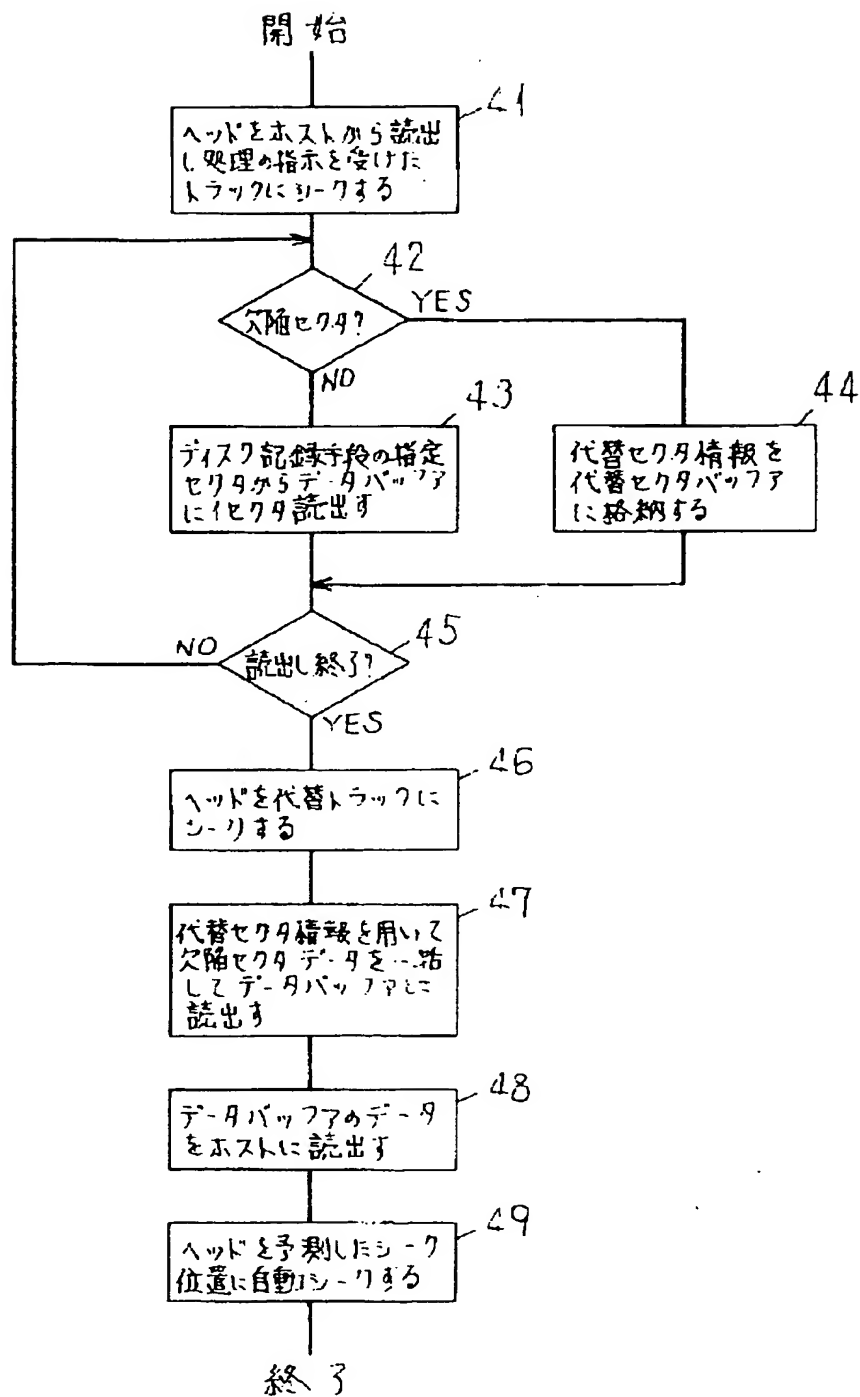 開始
41
ヘッドをホストから読出
し処理の指示を受けた
トラックにシークする
42
欠陥セクタ?
YES
NO
43
ディスク記録手段の指定
セクタからデータバッファ
に1セクタ読出す
44
代替セクタ情報を
代替セクタバッファ
に格納する
NO
45
読出し終了?
YES
46
ヘッドを代替トラックに
シークする
47
代替セクタ情報を用いて
欠陥セクタデータを一括
してデータバッファに
読出す
48
データバッファのデータ
をホストに読出す
49
ヘッドを予測したシーク
位置に自動シークする
終了